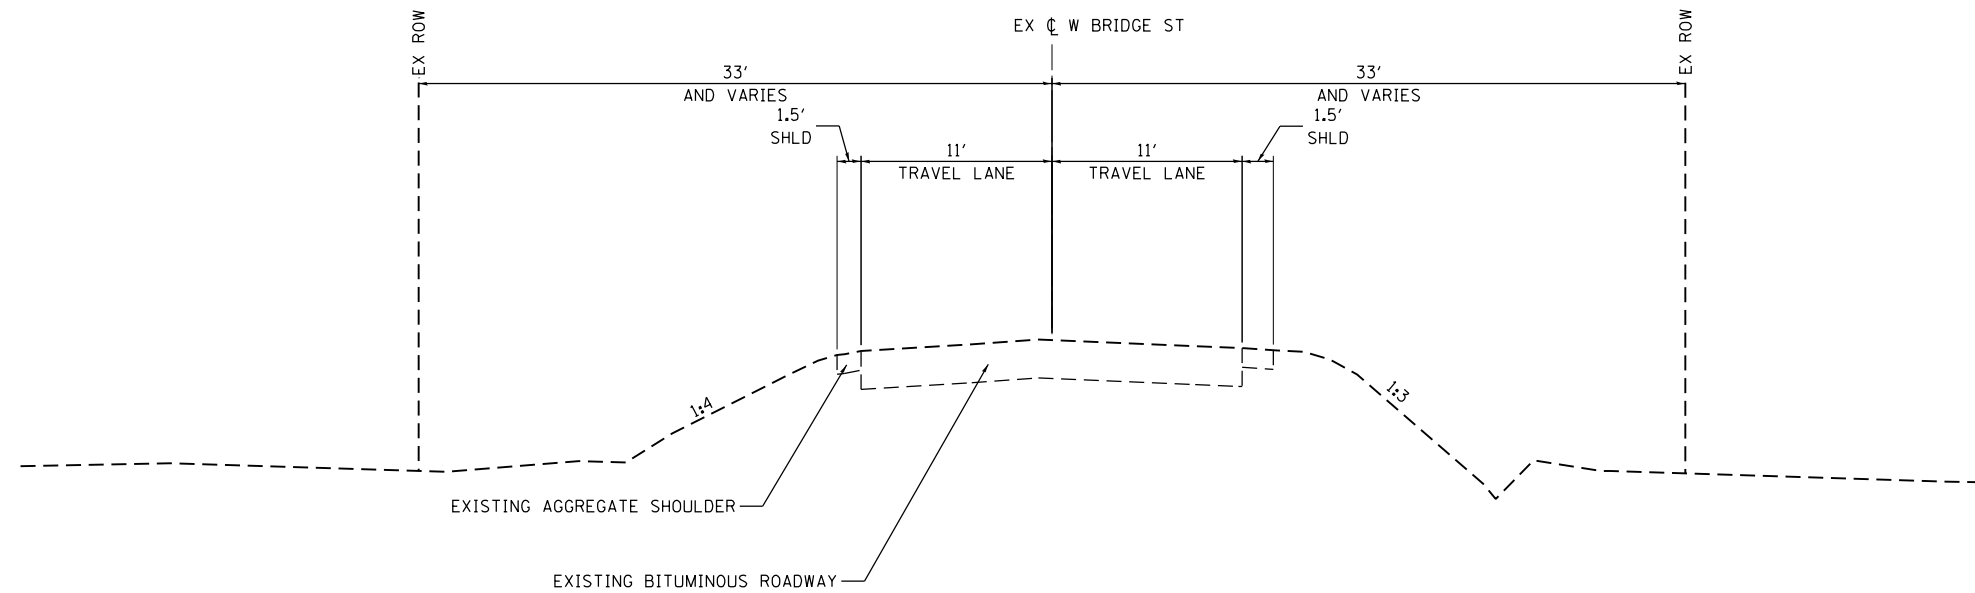 EX ROW
EX ℄ W BRIDGE ST
EX ROW
33'
AND VARIES
33'
AND VARIES
1.5'
SHLD
11'
TRAVEL LANE
11'
TRAVEL LANE
1.5'
SHLD
1:4
1:3
EXISTING AGGREGATE SHOULDER
EXISTING BITUMINOUS ROADWAY